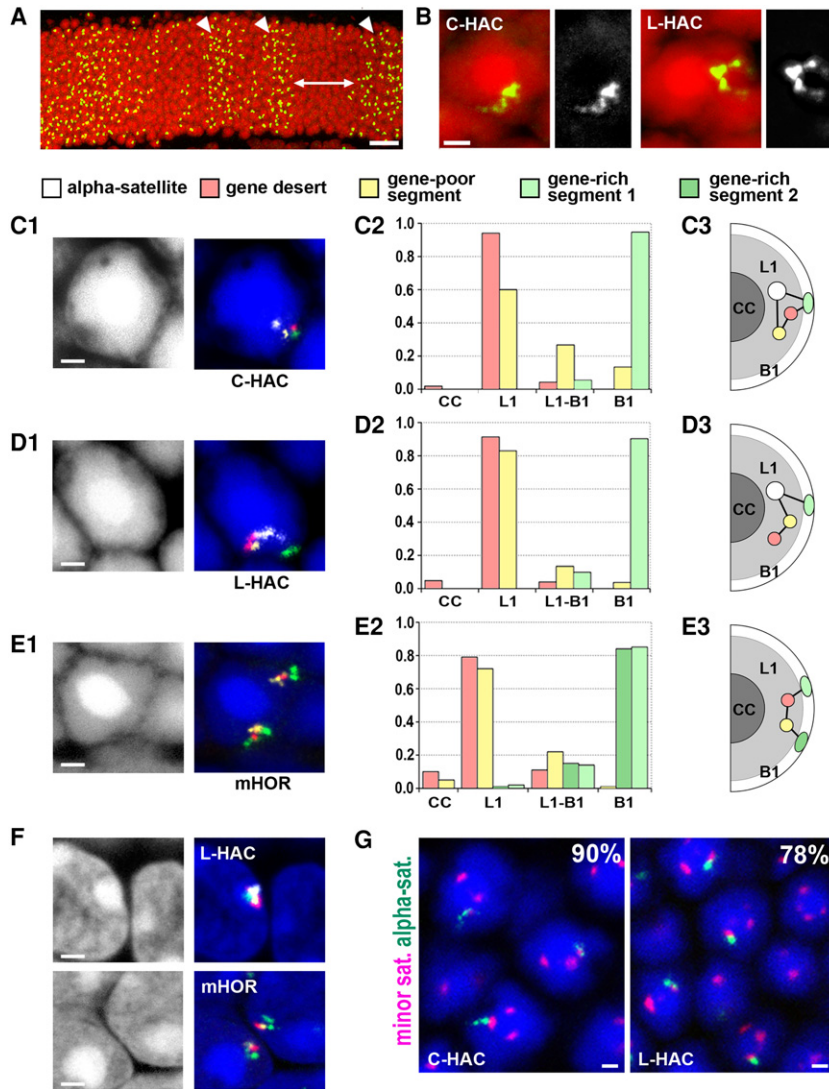 A
B
C-HAC
L-HAC
alpha-satellite
gene desert
gene-poor segment
gene-rich segment 1
gene-rich segment 2
C1
C-HAC
C2
1.0
0.8
0.6
0.4
0.2
0.0
CC L1 L1-B1 B1
C3
L1
CC
B1
D1
L-HAC
D2
1.0
0.8
0.6
0.4
0.2
0.0
CC L1 L1-B1 B1
D3
L1
CC
B1
E1
mHOR
E2
1.0
0.8
0.6
0.4
0.2
0.0
CC L1 L1-B1 B1
E3
L1
CC
B1
F
L-HAC
mHOR
G
minor sat. alpha-sat.
90%
C-HAC
78%
L-HAC